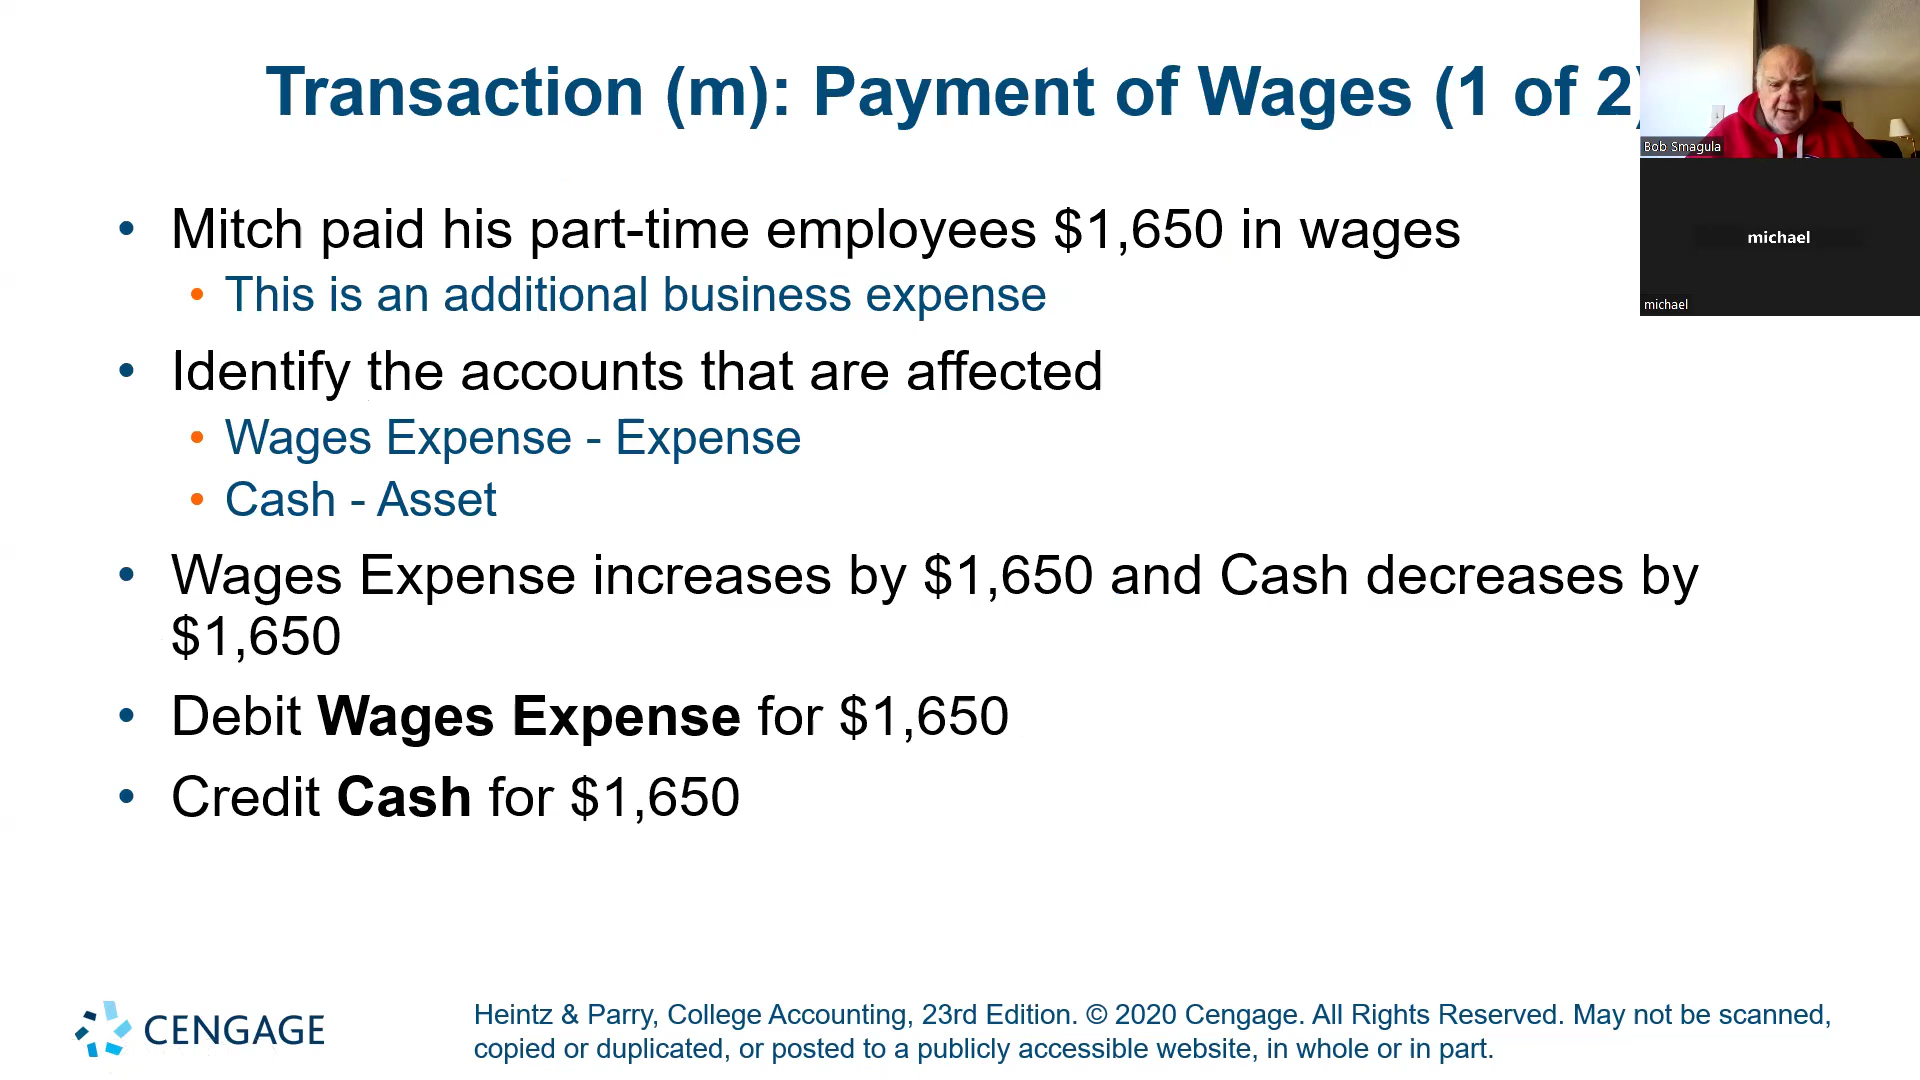 Transaction (m): Payment of Wages (1 of 2)
Bob Smagula
michael
michael
• Mitch paid his part-time employees $1,650 in wages
• This is an additional business expense
• Identify the accounts that are affected
• Wages Expense - Expense
• Cash - Asset
• Wages Expense increases by $1,650 and Cash decreases by
$1,650
• Debit Wages Expense for $1,650
• Credit Cash for $1,650
CENGAGE
Heintz & Parry, College Accounting, 23rd Edition. © 2020 Cengage. All Rights Reserved. May not be scanned,
copied or duplicated, or posted to a publicly accessible website, in whole or in part.